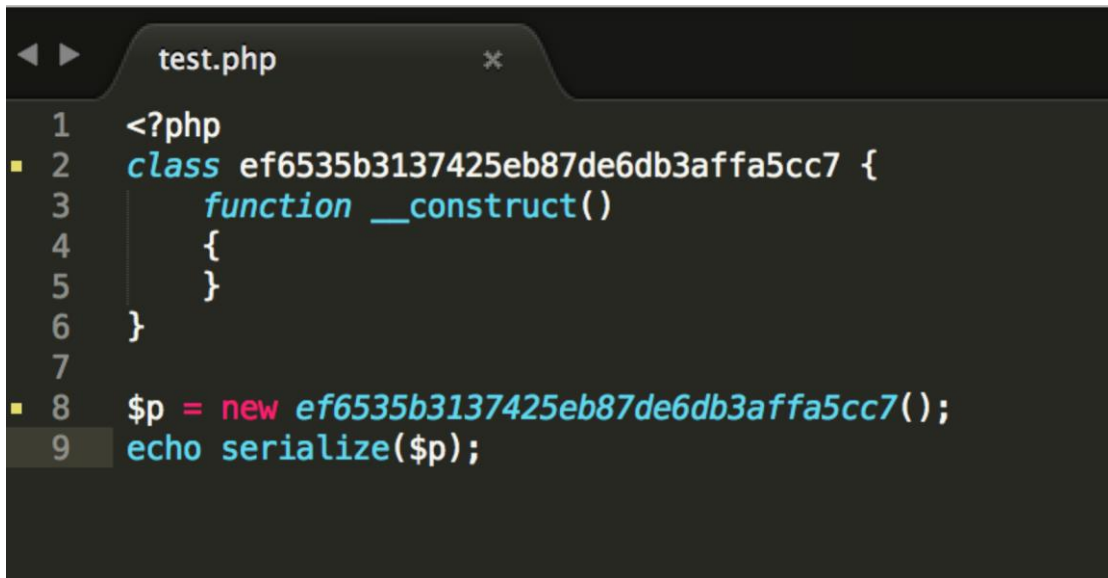 test.php
1 <?php
2 class ef6535b3137425eb87de6db3affa5cc7 {
3 function __construct()
4 {
5 }
6 }
7
8 $p = new ef6535b3137425eb87de6db3affa5cc7();
9 echo serialize($p);